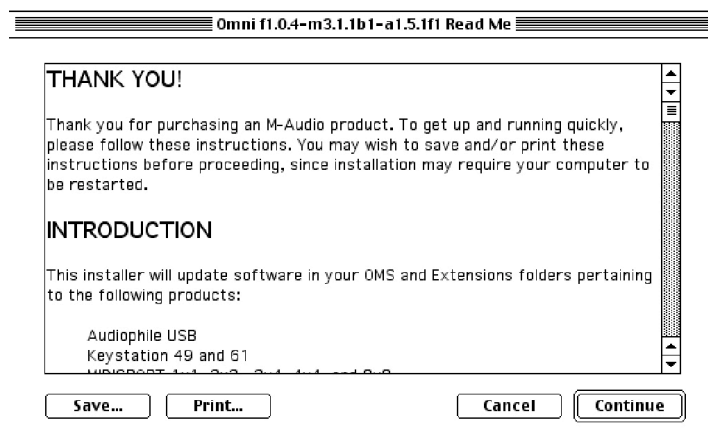 Omni f1.0.4-m3.1.1b1-a1.5.1f1 Read Me
THANK YOU!
Thank you for purchasing an M-Audio product. To get up and running quickly,
please follow these instructions. You may wish to save and/or print these
instructions before proceeding, since installation may require your computer to
be restarted.
INTRODUCTION
This installer will update software in your OMS and Extensions folders pertaining
to the following products:
Audiophile USB
Keystation 49 and 61
Save...
Print...
Cancel
Continue